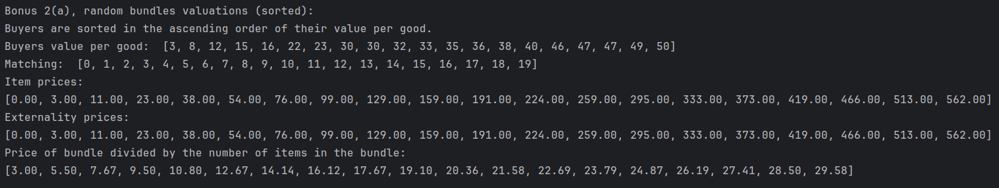 Bonus 2(a), random bundles valuations (sorted):
Buyers are sorted in the ascending order of their value per good.
Buyers value per good:  [3, 8, 12, 15, 16, 22, 23, 30, 30, 32, 33, 35, 36, 38, 40, 46, 47, 47, 49, 50]
Matching:  [0, 1, 2, 3, 4, 5, 6, 7, 8, 9, 10, 11, 12, 13, 14, 15, 16, 17, 18, 19]
Item prices:
[0.00, 3.00, 11.00, 23.00, 38.00, 54.00, 76.00, 99.00, 129.00, 159.00, 191.00, 224.00, 259.00, 295.00, 333.00, 373.00, 419.00, 466.00, 513.00, 562.00]
Externality prices:
[0.00, 3.00, 11.00, 23.00, 38.00, 54.00, 76.00, 99.00, 129.00, 159.00, 191.00, 224.00, 259.00, 295.00, 333.00, 373.00, 419.00, 466.00, 513.00, 562.00]
Price of bundle divided by the number of items in the bundle:
[3.00, 5.50, 7.67, 9.50, 10.80, 12.67, 14.14, 16.12, 17.67, 19.10, 20.36, 21.58, 22.69, 23.79, 24.87, 26.19, 27.41, 28.50, 29.58]